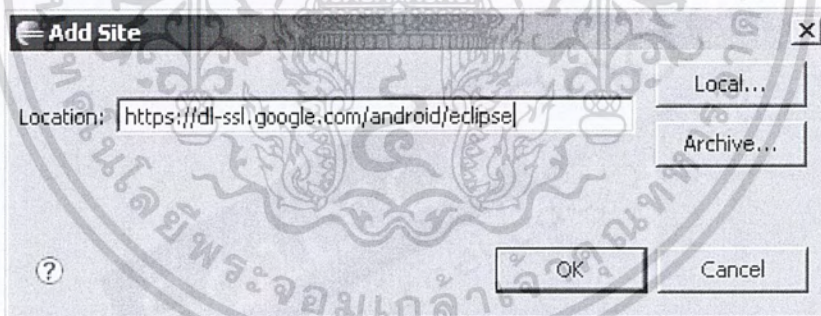 Add Site
Location: https://dl-ssl.google.com/android/eclipse
Local...
Archive...
?
OK
Cancel